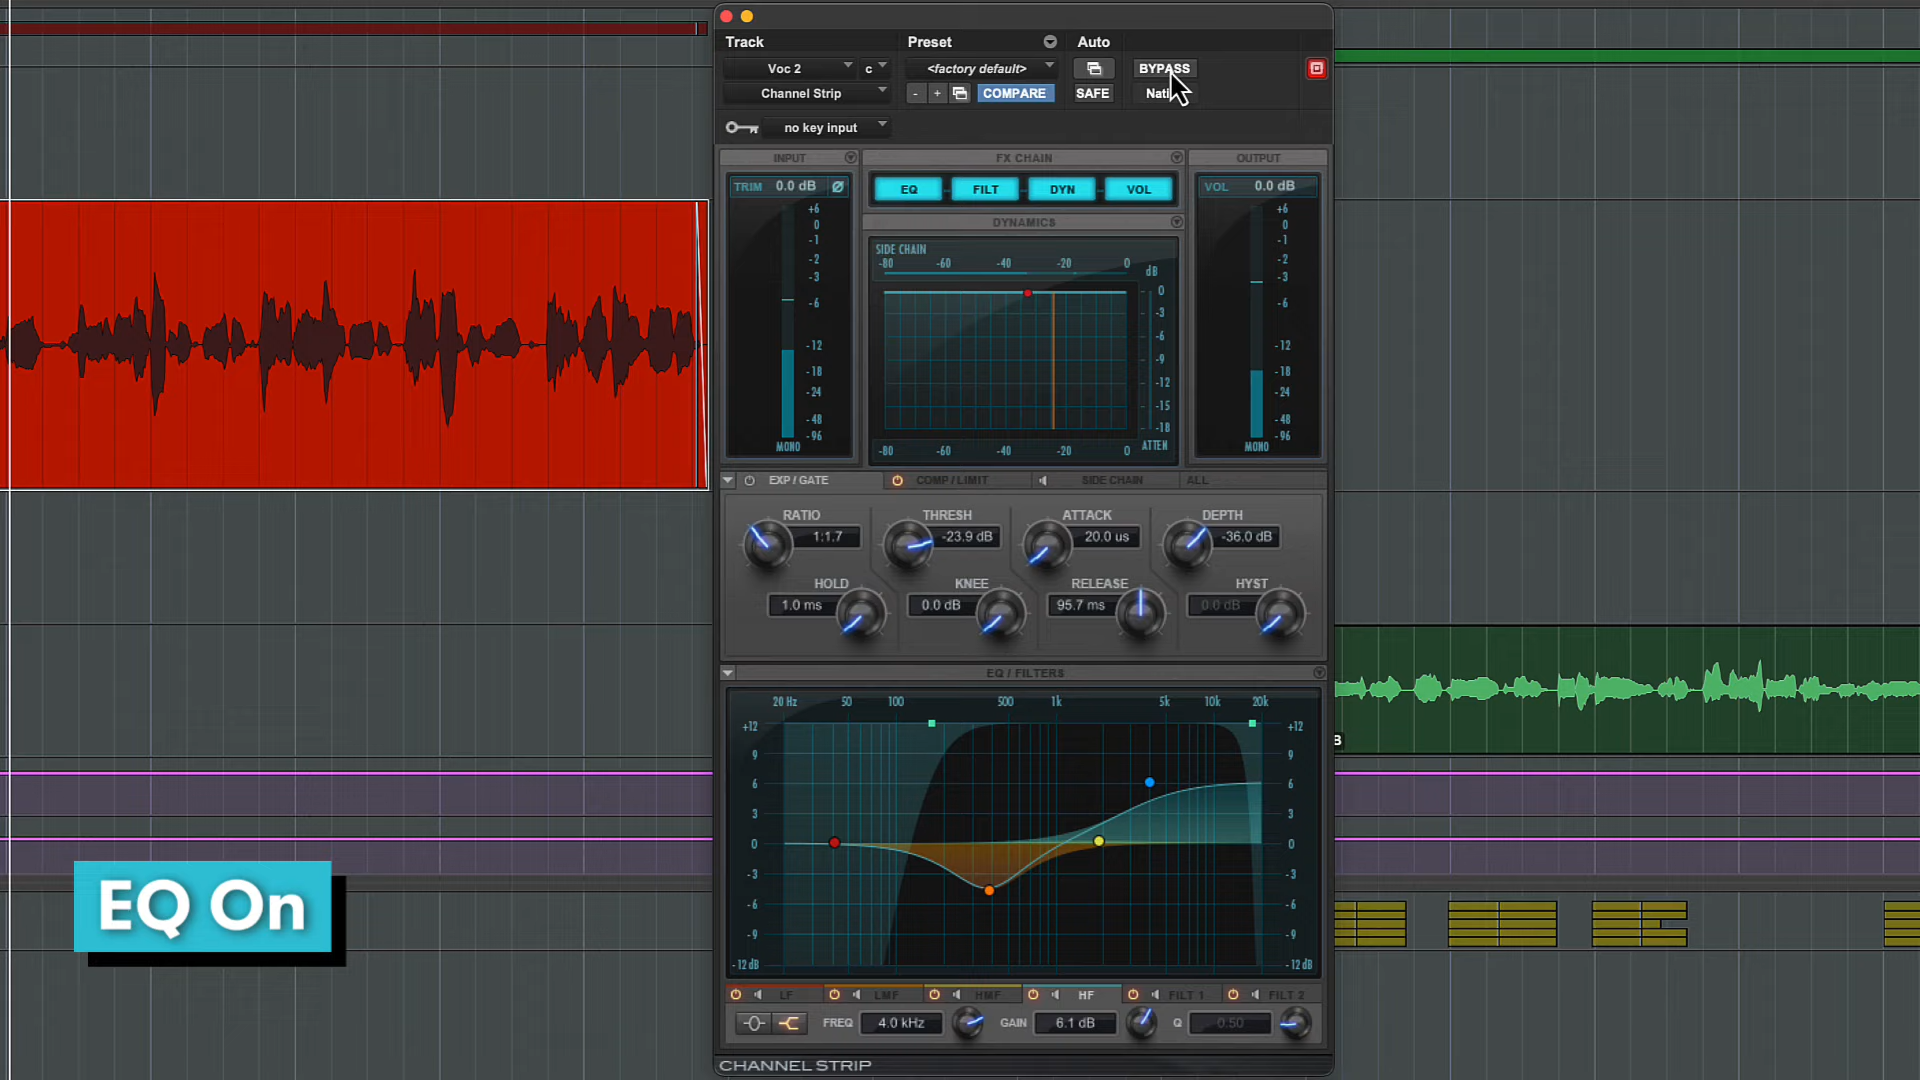 Track
Preset
Auto
Voc 2
c
<factory default>
BYPASS
Channel Strip
-
+
COMPARE
SAFE
Nati
no key input
INPUT
FX CHAIN
OUTPUT
TRIM 0.0 dB Ø
EQ
FILT
DYN
VOL
VOL 0.0 dB
DYNAMICS
SIDE CHAIN
-80 -60 -40 -20 0 dB
+6
0
-1
-2
-3
-6
-12
-18
-24
-48
-96
MONO
0
-3
-6
-9
-12
-15
-18
-80 -60 -40 -20 0 ATTEN
+6
0
-1
-2
-3
-6
-12
-18
-24
-48
-96
MONO
EXP / GATE
COMP / LIMIT
SIDE CHAIN
ALL
RATIO
1:1.7
THRESH
-23.9 dB
ATTACK
20.0 us
DEPTH
-36.0 dB
HOLD
1.0 ms
KNEE
0.0 dB
RELEASE
95.7 ms
HYST
0.0 dB
EQ / FILTERS
20 Hz 50 100 500 1k 5k 10k 20k
+12 +12
9 9
6 6
3 3
0 0
-3 -3
-6 -6
-9 -9
-12 dB -12 dB
LF
LMF
HMF
HF
FILT 1
FILT 2
FREQ 4.0 kHz
GAIN 6.1 dB
Q 0.50
CHANNEL STRIP
B
EQ On